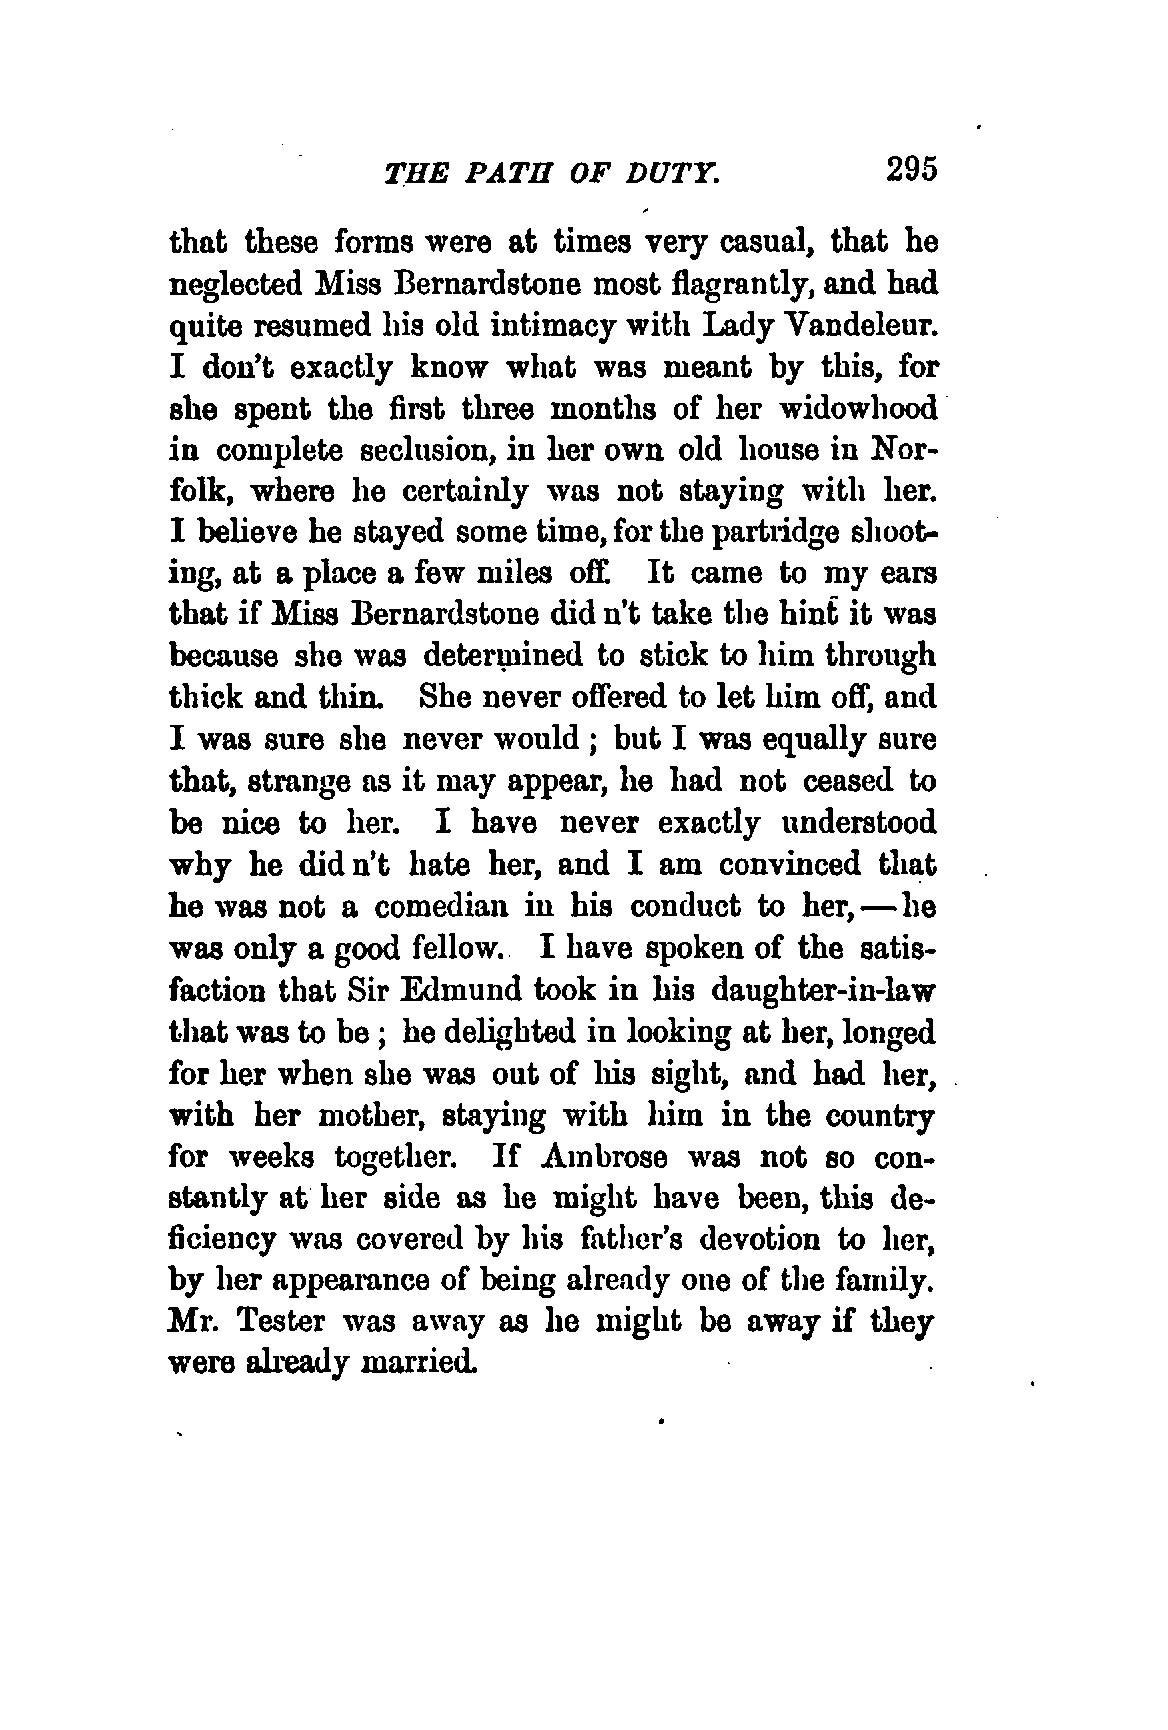 THE PATH OF DUTY. 295
that these forms were at times very casual, that he
neglected Miss Bernardstone most flagrantly, and had
quite resumed his old intimacy with Lady Vandeleur.
I don't exactly know what was meant by this, for
she spent the first three months of her widowhood
in complete seclusion, in her own old house in Nor-
folk, where he certainly was not staying with her.
I believe he stayed some time, for the partridge shoot-
ing, at a place a few miles off. It came to my ears
that if Miss Bernardstone did n't take the hint it was
because she was determined to stick to him through
thick and thin. She never offered to let him off, and
I was sure she never would ; but I was equally sure
that, strange as it may appear, he had not ceased to
be nice to her. I have never exactly understood
why he did n't hate her, and I am convinced that
he was not a comedian in his conduct to her,—he
was only a good fellow. I have spoken of the satis-
faction that Sir Edmund took in his daughter-in-law
that was to be ; he delighted in looking at her, longed
for her when she was out of his sight, and had her,
with her mother, staying with him in the country
for weeks together. If Ambrose was not so con-
stantly at her side as he might have been, this de-
ficiency was covered by his father's devotion to her,
by her appearance of being already one of the family.
Mr. Tester was away as he might be away if they
were already married.